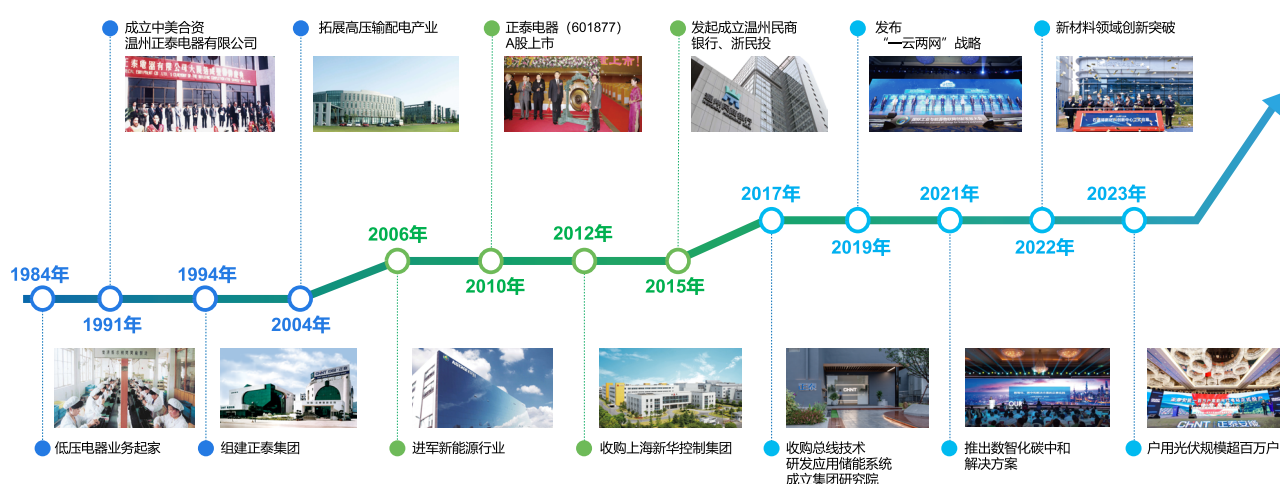 成立中美合资
温州正泰电器有限公司
拓展高压输配电产业
正泰电器（601877）
A股上市
发起成立温州民商
银行、浙民投
发布
“一云两网”战略
新材料领域创新突破
1984年
1991年
1994年
2004年
2006年
2010年
2012年
2015年
2017年
2019年
2021年
2022年
2023年
CHNT
CHNT
CHNT 正泰安能
低压电器业务起家
组建正泰集团
进军新能源行业
收购上海新华控制集团
收购总线技术
研发应用储能系统
成立集团研究院
推出数智化碳中和
解决方案
户用光伏规模超百万户